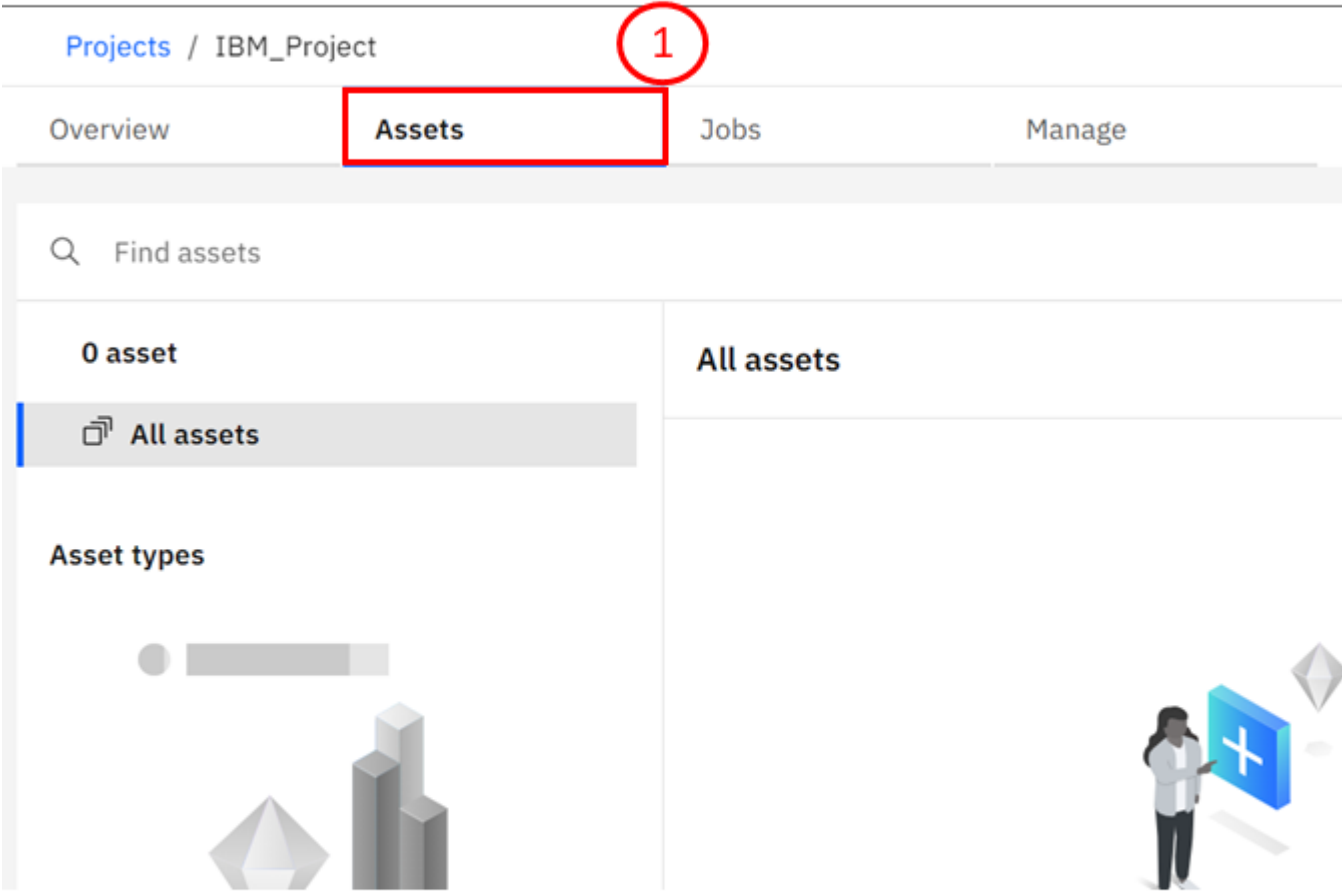 Projects / IBM_Project
1
Overview Assets Jobs Manage
Find assets
0 asset
All assets
All assets
Asset types